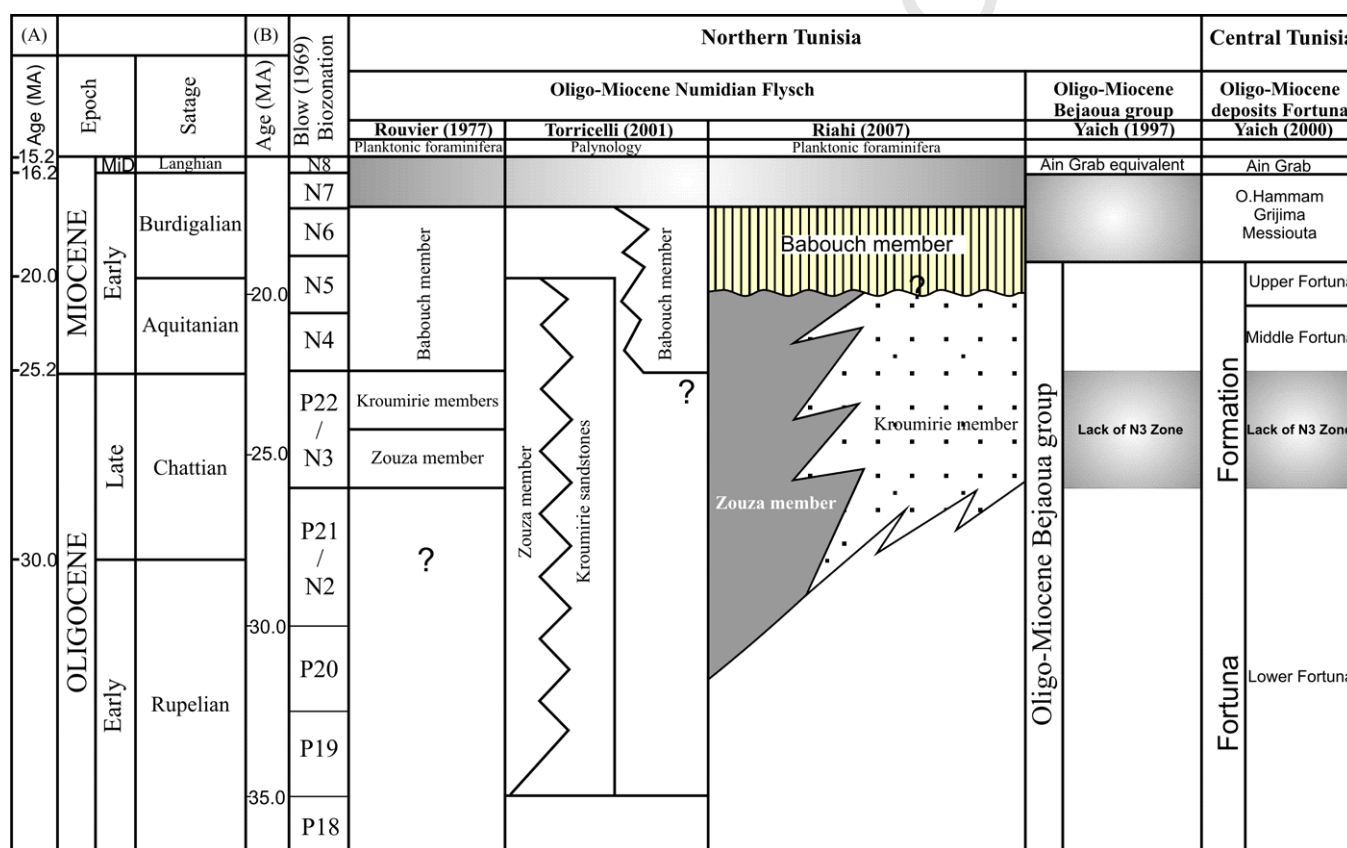 (A)
(B)
Northern Tunisia
Central Tunisia
Age (MA)
Epoch
Satage
Age (MA)
Blow (1969)
Biozonation
Oligo-Miocene Numidian Flysch
Oligo-Miocene
Bejaoua group
Oligo-Miocene
deposits Fortuna
Rouvier (1977)
Torricelli (2001)
Riahi (2007)
Yaich (1997)
Yaich (2000)
Planktonic foraminifera
Palynology
Planktonic foraminifera
15.2
16.2
20.0
25.2
30.0
MIOCENE
OLIGOCENE
MiD
Early
Late
Early
Langhian
Burdigalian
Aquitanian
Chattian
Rupelian
20.0
25.0
30.0
35.0
N8
N7
N6
N5
N4
P22
/
N3
P21
/
N2
P20
P19
P18
Babouch member
Kroumirie members
Zouza member
?
Zouza member
Kroumirie sandstones
Babouch member
?
Babouch member
?
Kroumirie member
Zouza member
Ain Grab equivalent
Oligo-Miocene Bejaoua group
Lack of N3 Zone
Ain Grab
O.Hammam
Grijima
Messiouta
Fortuna Formation
Upper Fortuna
Middle Fortuna
Lack of N3 Zone
Lower Fortuna